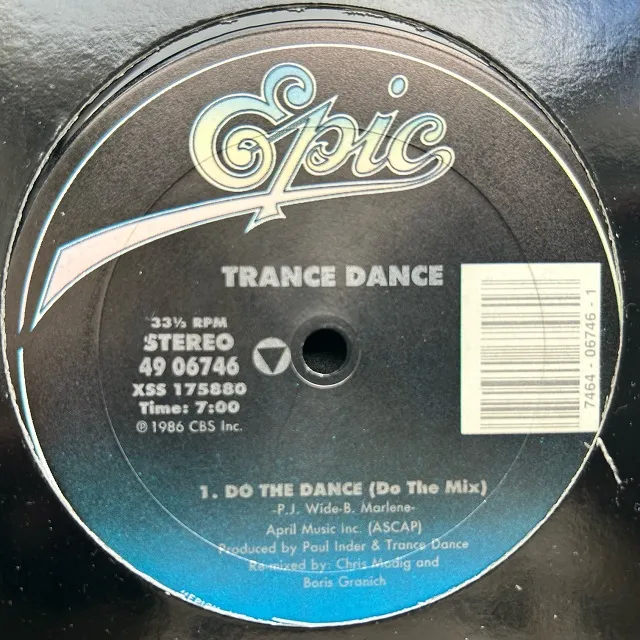 Epic
TRANCE DANCE
33⅓ RPM
STEREO
49 06746
XSS 175880
Time: 7:00
℗ 1986 CBS Inc.
7464 - 06746 - 1
1. DO THE DANCE (Do The Mix)
-P.J. Wide-B. Marlene-
April Music Inc. (ASCAP)
Produced by Paul Inder & Trance Dance
Re-mixed by: Chris Modig and
Boris Granich